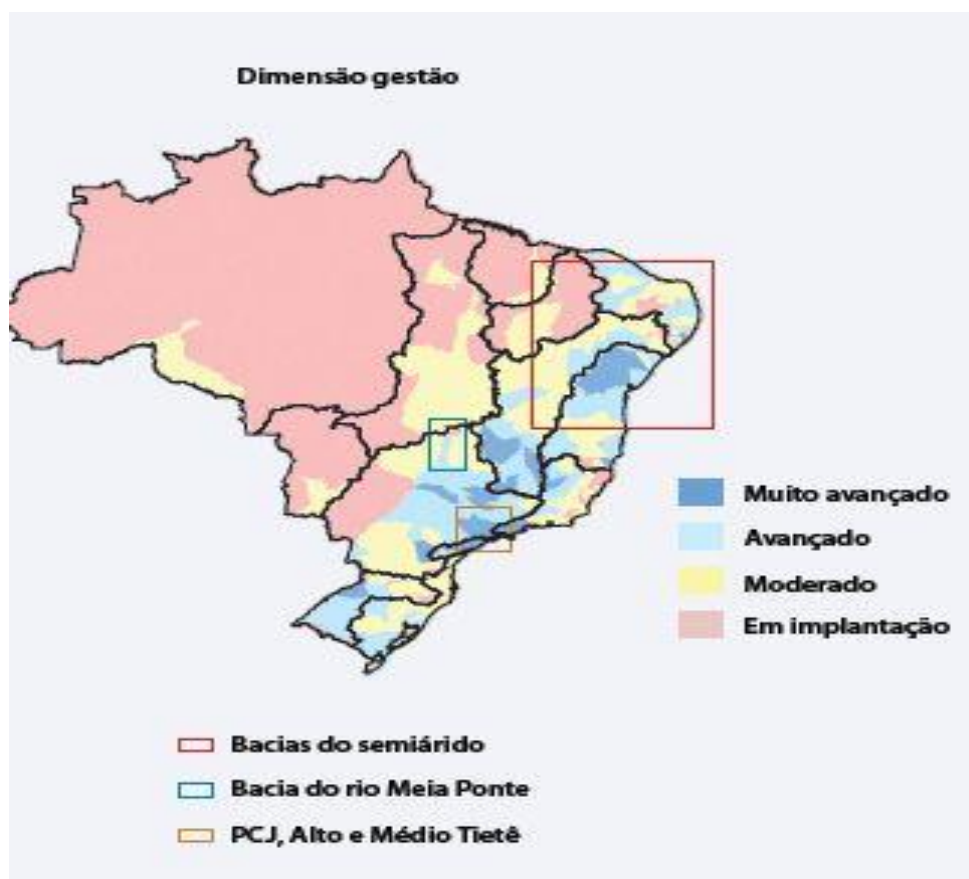 Dimensão gestão
Muito avançado
Avançado
Moderado
Em implantação
Bacias do semiárido
Bacia do rio Meia Ponte
PCJ, Alto e Médio Tietê